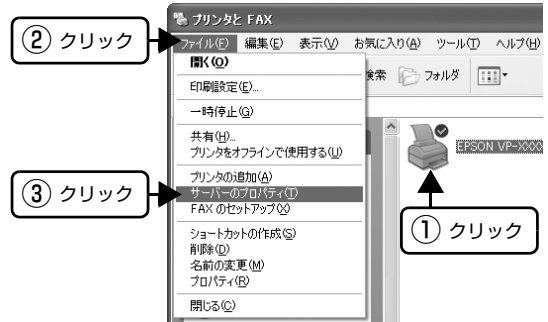 プリンタと FAX
② クリック
ファイル(F) 編集(E) 表示(V) お気に入り(A) ツール(T) ヘルプ(H)
開く(O)
検索 フォルダ
印刷設定(E)...
一時停止(G)
共有(H)...
プリンタをオフラインで使用する(U)
EPSON VP-XXXX
プリンタの追加(A)
③ クリック
サーバーのプロパティ(T)
FAX のセットアップ(X)
① クリック
ショートカットの作成(S)
削除(D)
名前の変更(M)
プロパティ(R)
閉じる(C)